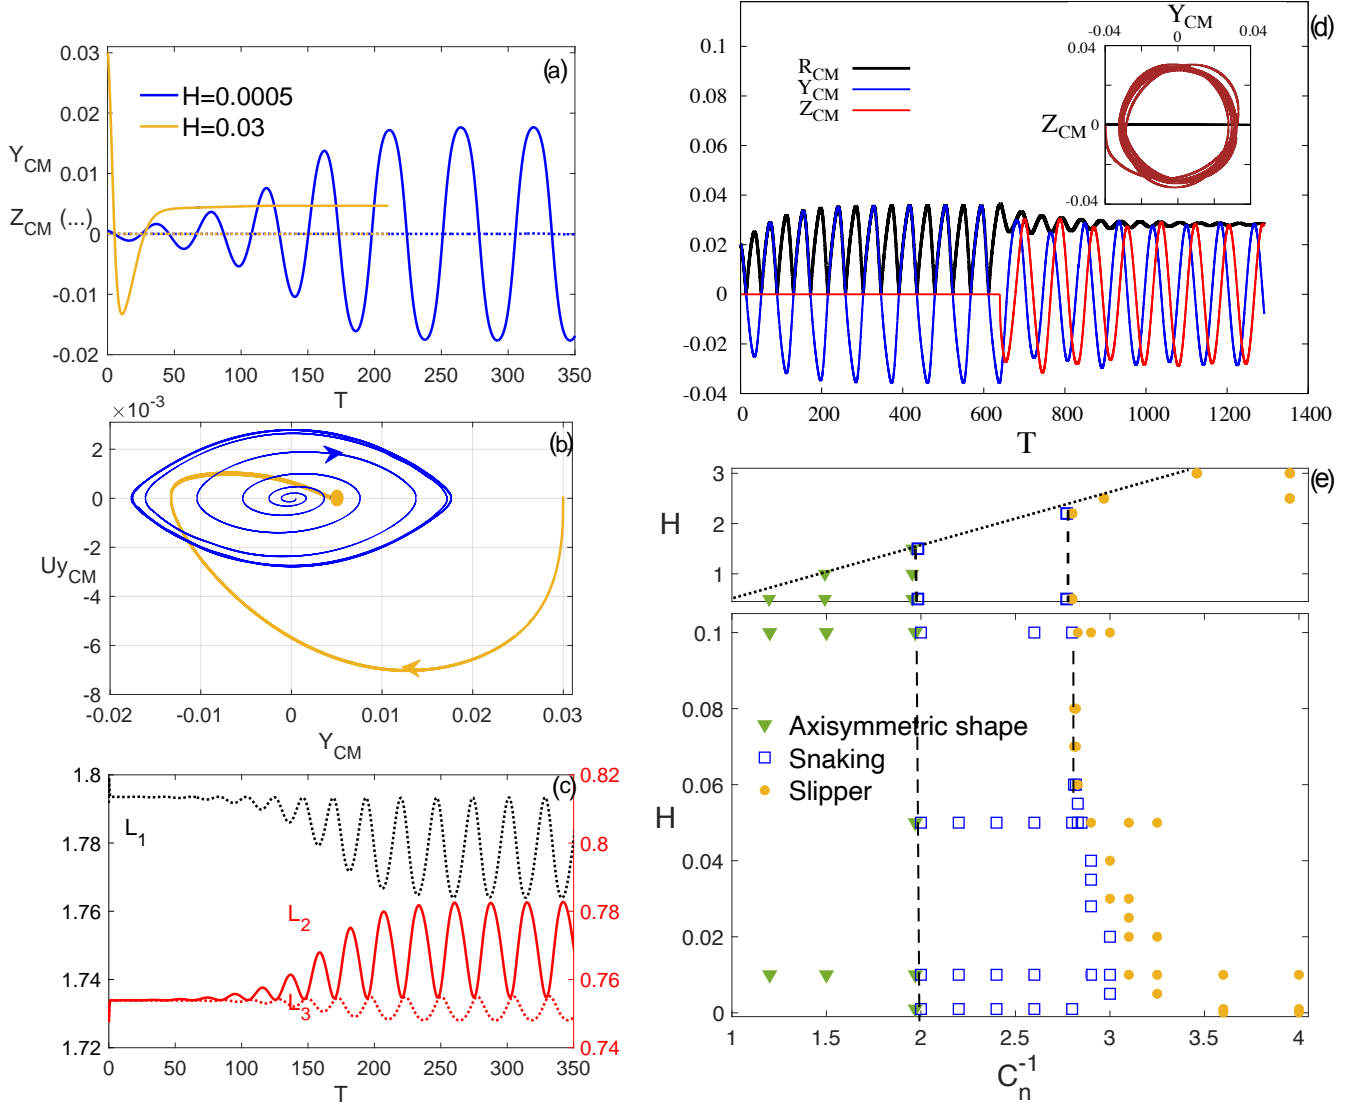 (a)
0.03
0.02
0.01
0
-0.01
-0.02
Y_CM
Z_CM (...)
H=0.0005
H=0.03
0 50 100 150 200 250 300 350
T
×10^-3
(b)
2
0
-2
-4
-6
-8
Uy_CM
-0.02 -0.01 0 0.01 0.02 0.03
Y_CM
(c)
1.8
1.78
1.76
1.74
1.72
0.82
0.8
0.78
0.76
0.74
L_1
L_2
L_3
0 50 100 150 200 250 300 350
T
(d)
0.1
0.08
0.06
0.04
0.02
0
-0.02
-0.04
R_CM
Y_CM
Z_CM
Y_CM
-0.04 0 0.04
0.04
Z_CM 0
-0.04
0 200 400 600 800 1000 1200 1400
T
(e)
3
2
1
H
0.1
0.08
0.06
0.04
0.02
0
H
Axisymmetric shape
Snaking
Slipper
1 1.5 2 2.5 3 3.5 4
C_n^-1